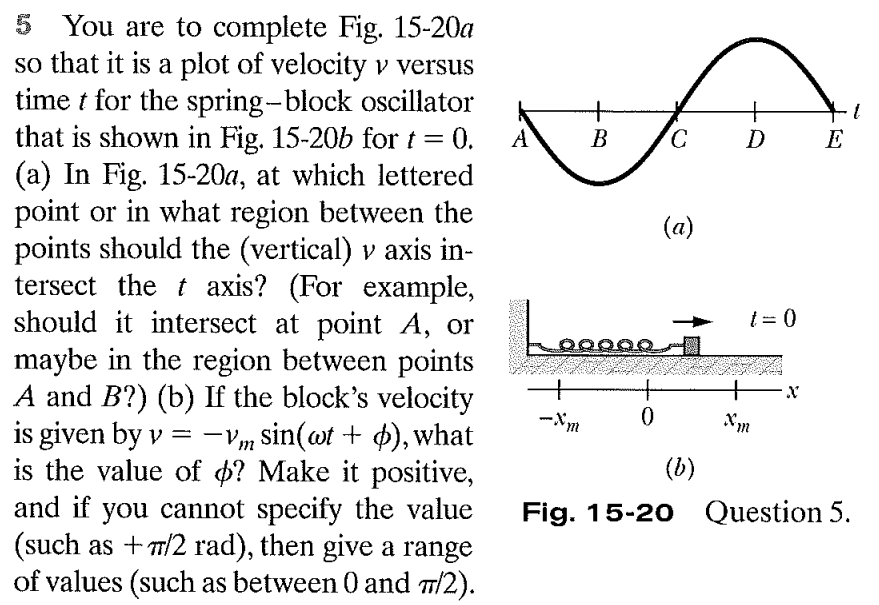 5 You are to complete Fig. 15-20a
so that it is a plot of velocity v versus
time t for the spring–block oscillator
that is shown in Fig. 15-20b for t = 0.
(a) In Fig. 15-20a, at which lettered
point or in what region between the
points should the (vertical) v axis in-
tersect the t axis? (For example,
should it intersect at point A, or
maybe in the region between points
A and B?) (b) If the block's velocity
is given by v = −vm sin(ωt + ϕ), what
is the value of ϕ? Make it positive,
and if you cannot specify the value
(such as +π/2 rad), then give a range
of values (such as between 0 and π/2).
t
A B C D E
(a)
t = 0
x
−xm 0 xm
(b)
Fig. 15-20 Question 5.